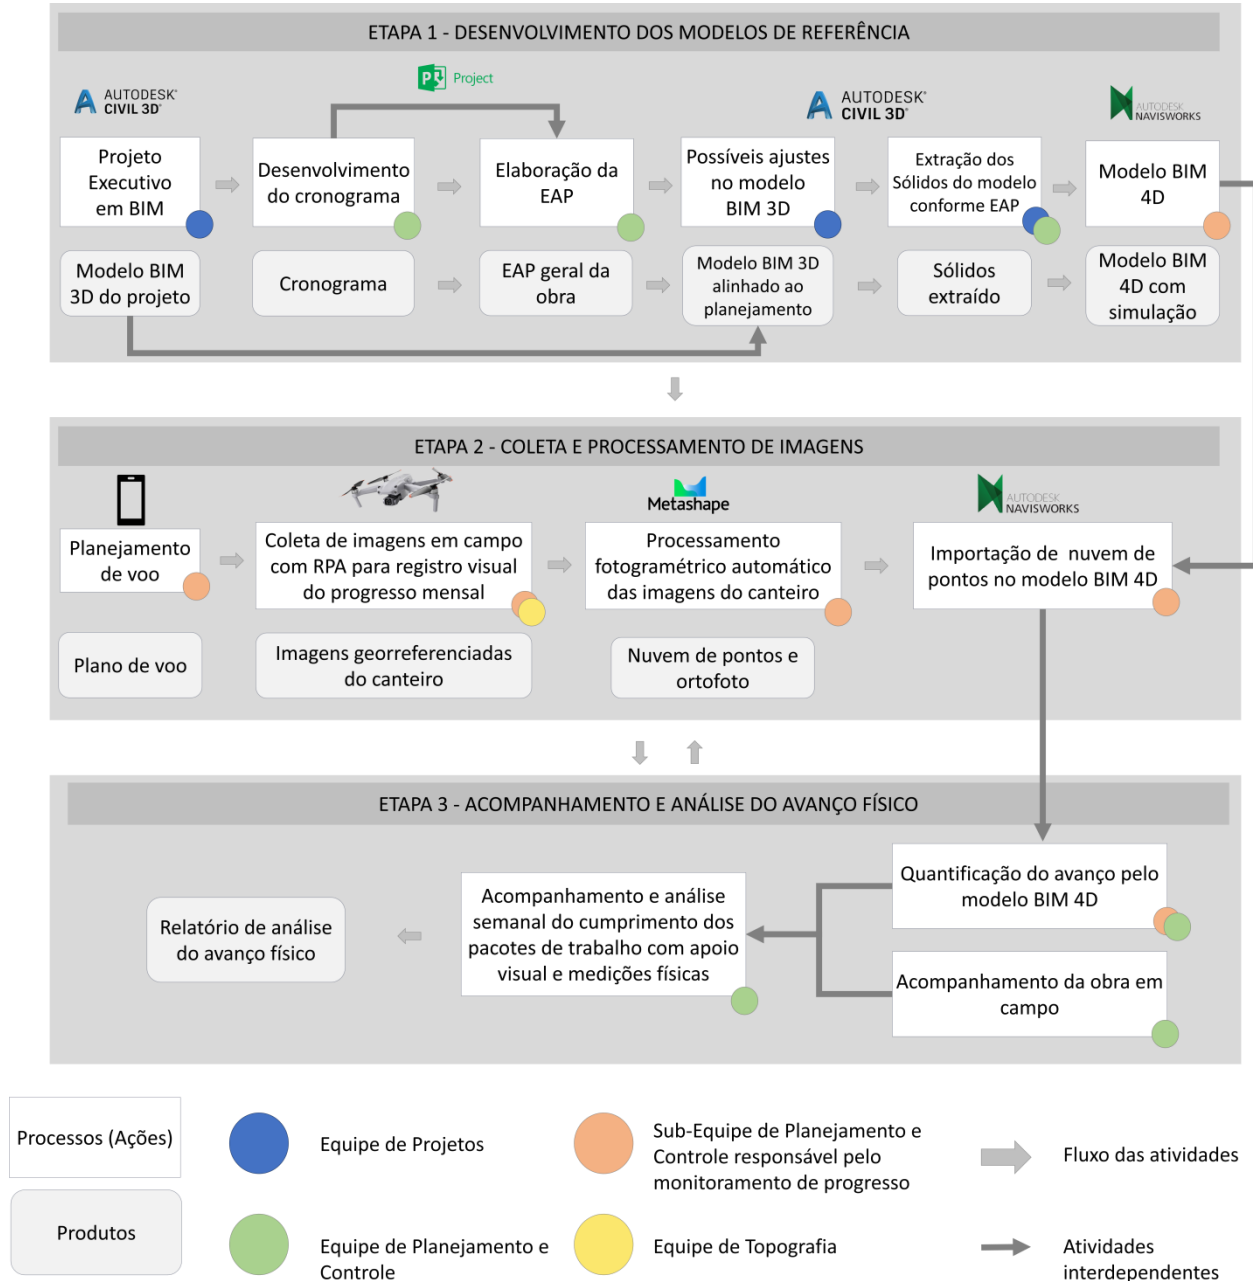 ETAPA 1 - DESENVOLVIMENTO DOS MODELOS DE REFERÊNCIA
AUTODESK®
CIVIL 3D®
Project
AUTODESK®
CIVIL 3D®
AUTODESK
NAVISWORKS
Projeto
Executivo
em BIM
Desenvolvimento
do cronograma
Elaboração da
EAP
Possíveis ajustes
no modelo
BIM 3D
Extração dos
Sólidos do modelo
conforme EAP
Modelo BIM
4D
Modelo BIM
3D do projeto
Cronograma
EAP geral da
obra
Modelo BIM 3D
alinhado ao
planejamento
Sólidos
extraído
Modelo BIM
4D com
simulação
ETAPA 2 - COLETA E PROCESSAMENTO DE IMAGENS
Metashape
AUTODESK
NAVISWORKS
Planejamento
de voo
Coleta de imagens em campo
com RPA para registro visual
do progresso mensal
Processamento
fotogramétrico automático
das imagens do canteiro
Importação de nuvem de
pontos no modelo BIM 4D
Plano de voo
Imagens georreferenciadas
do canteiro
Nuvem de pontos e
ortofoto
ETAPA 3 - ACOMPANHAMENTO E ANÁLISE DO AVANÇO FÍSICO
Quantificação do avanço pelo
modelo BIM 4D
Acompanhamento e análise
semanal do cumprimento dos
pacotes de trabalho com apoio
visual e medições físicas
Relatório de análise
do avanço físico
Acompanhamento da obra em
campo
Processos (Ações)
Equipe de Projetos
Sub-Equipe de Planejamento e
Controle responsável pelo
monitoramento de progresso
Fluxo das atividades
Produtos
Equipe de Planejamento e
Controle
Equipe de Topografia
Atividades
interdependentes